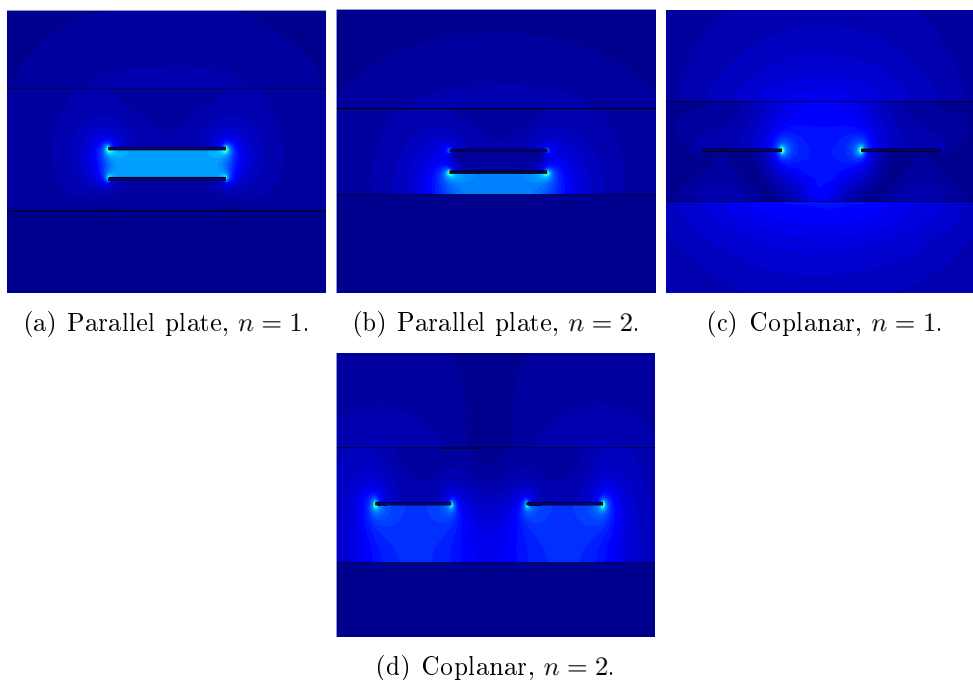 (a) Parallel plate, n = 1.
(b) Parallel plate, n = 2.
(c) Coplanar, n = 1.
(d) Coplanar, n = 2.